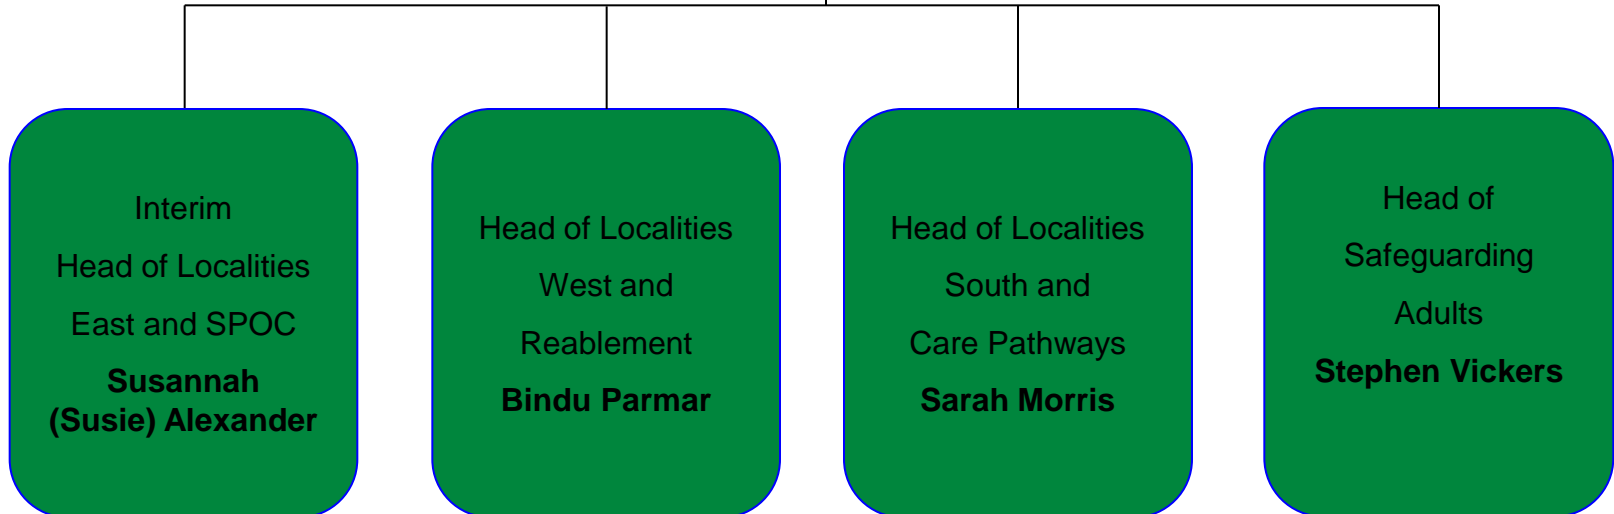 Interim
Head of Localities
East and SPOC
Susannah
(Susie) Alexander
Head of Localities
West and
Reablement
Bindu Parmar
Head of Localities
South and
Care Pathways
Sarah Morris
Head of
Safeguarding
Adults
Stephen Vickers